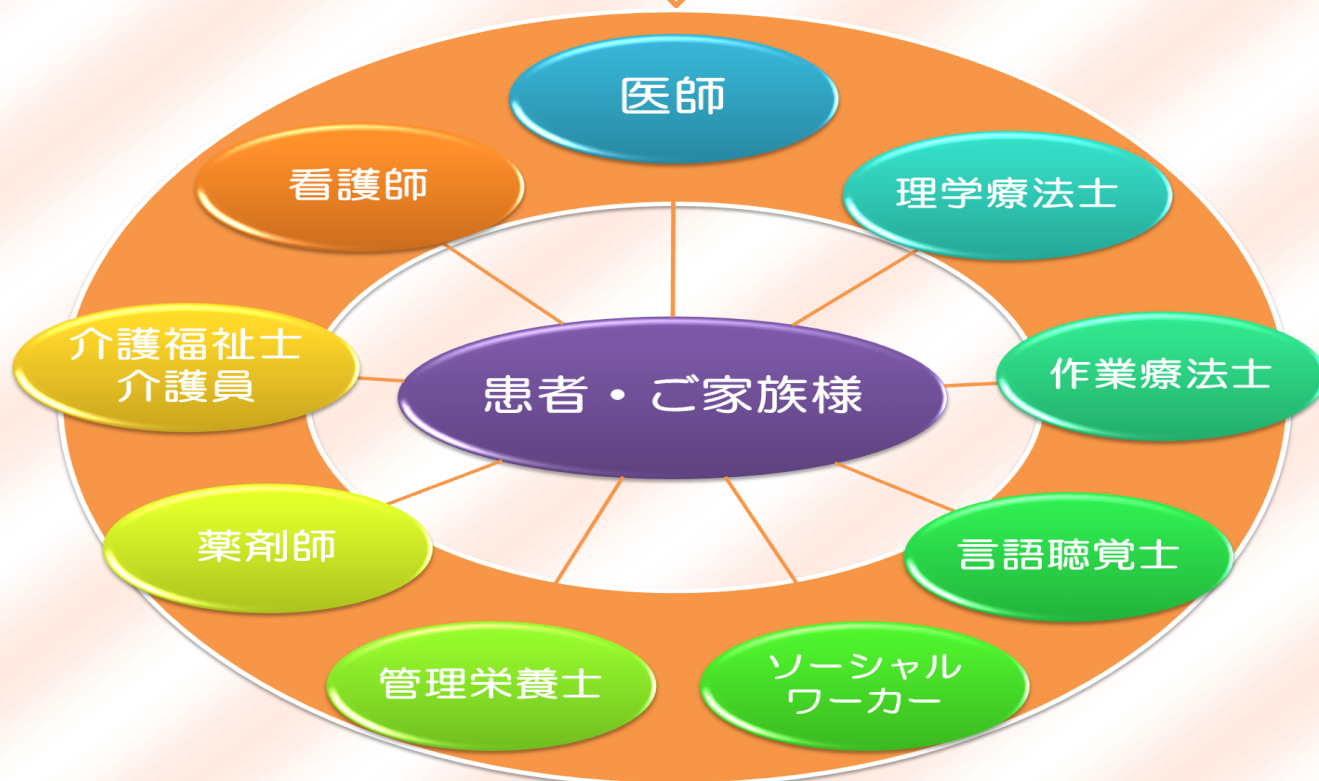 医師
看護師
理学療法士
介護福祉士
介護員
患者・ご家族様
作業療法士
薬剤師
言語聴覚士
管理栄養士
ソーシャル
ワーカー